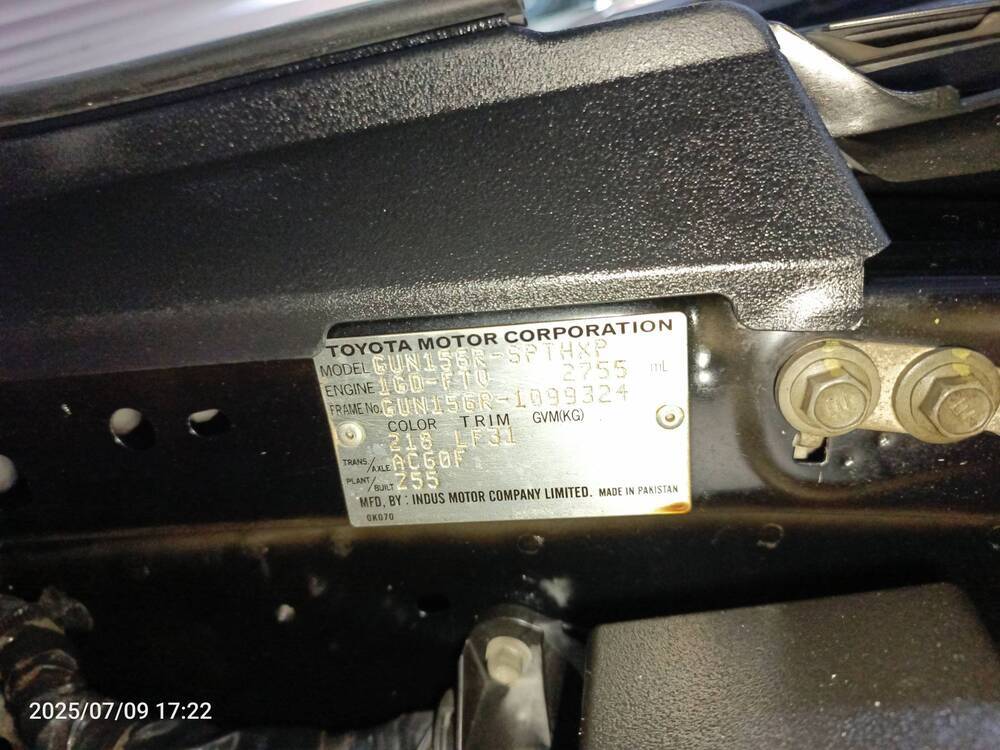 TOYOTA MOTOR CORPORATION
MODEL GUN156R-SPTHXP
ENGINE 1GD-FTV 2755 mL
FRAME No. GUN156R-1099324
COLOR TRIM GVM(KG)
218 LF31
TRANS./AXLE AC60F
PLANT/BUILT Z55
MFD, BY : INDUS MOTOR COMPANY LIMITED. MADE IN PAKISTAN
0K070
2025/07/09 17:22